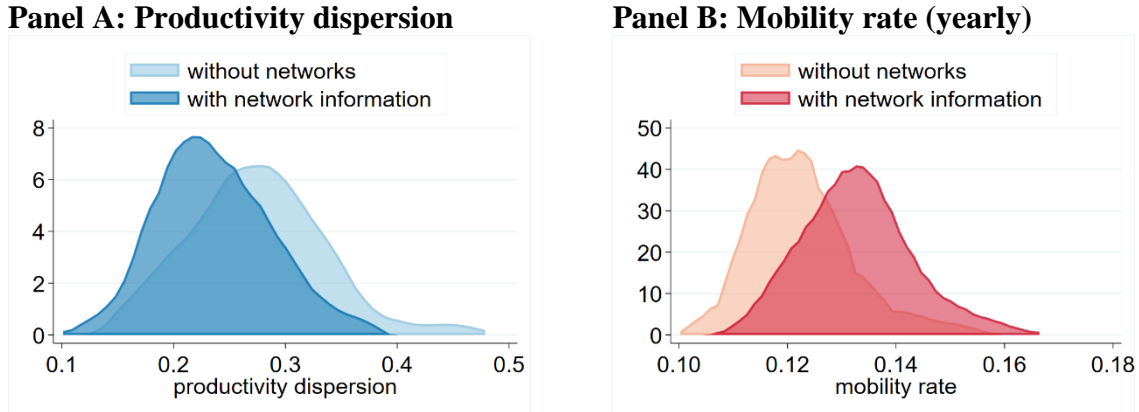 Panel A: Productivity dispersion
without networks
with network information
8
6
4
2
0
0.1 0.2 0.3 0.4 0.5
productivity dispersion
Panel B: Mobility rate (yearly)
without networks
with network information
50
40
30
20
10
0
0.10 0.12 0.14 0.16 0.18
mobility rate